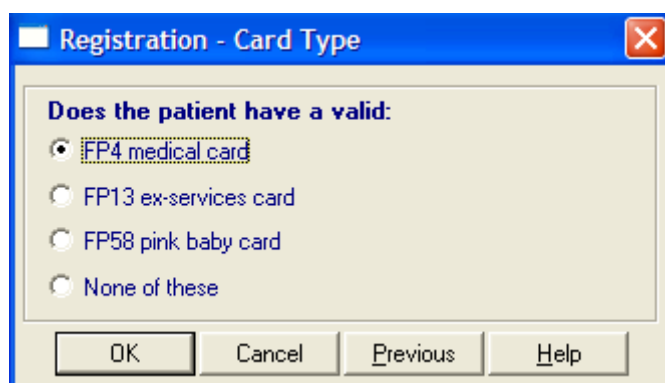 Registration - Card Type
Does the patient have a valid:
FP4 medical card
FP13 ex-services card
FP58 pink baby card
None of these
OK Cancel Previous Help